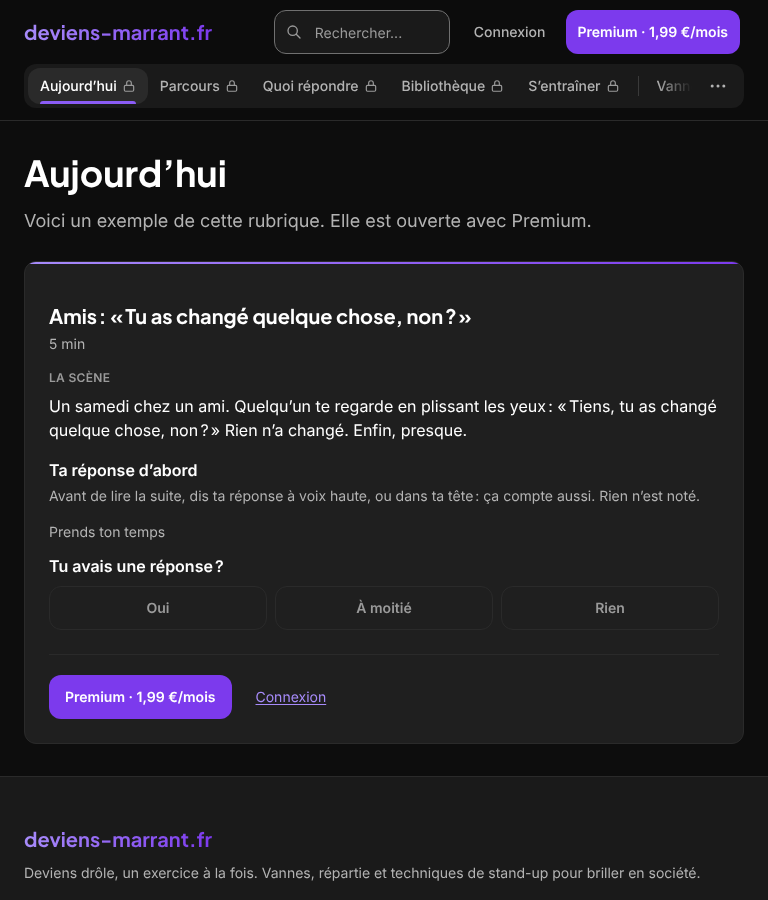 deviens-marrant.fr
Rechercher...
Connexion
Premium · 1,99 €/mois
Aujourd’hui
Parcours
Quoi répondre
Bibliothèque
S’entraîner
Aujourd’hui
Voici un exemple de cette rubrique. Elle est ouverte avec Premium.
Amis : « Tu as changé quelque chose, non ? »
5 min
LA SCÈNE
Un samedi chez un ami. Quelqu’un te regarde en plissant les yeux : « Tiens, tu as changé
quelque chose, non ? » Rien n’a changé. Enfin, presque.
Ta réponse d’abord
Avant de lire la suite, dis ta réponse à voix haute, ou dans ta tête : ça compte aussi. Rien n’est noté.
Prends ton temps
Tu avais une réponse ?
Oui
À moitié
Rien
Premium · 1,99 €/mois
Connexion
deviens-marrant.fr
Deviens drôle, un exercice à la fois. Vannes, répartie et techniques de stand-up pour briller en société.